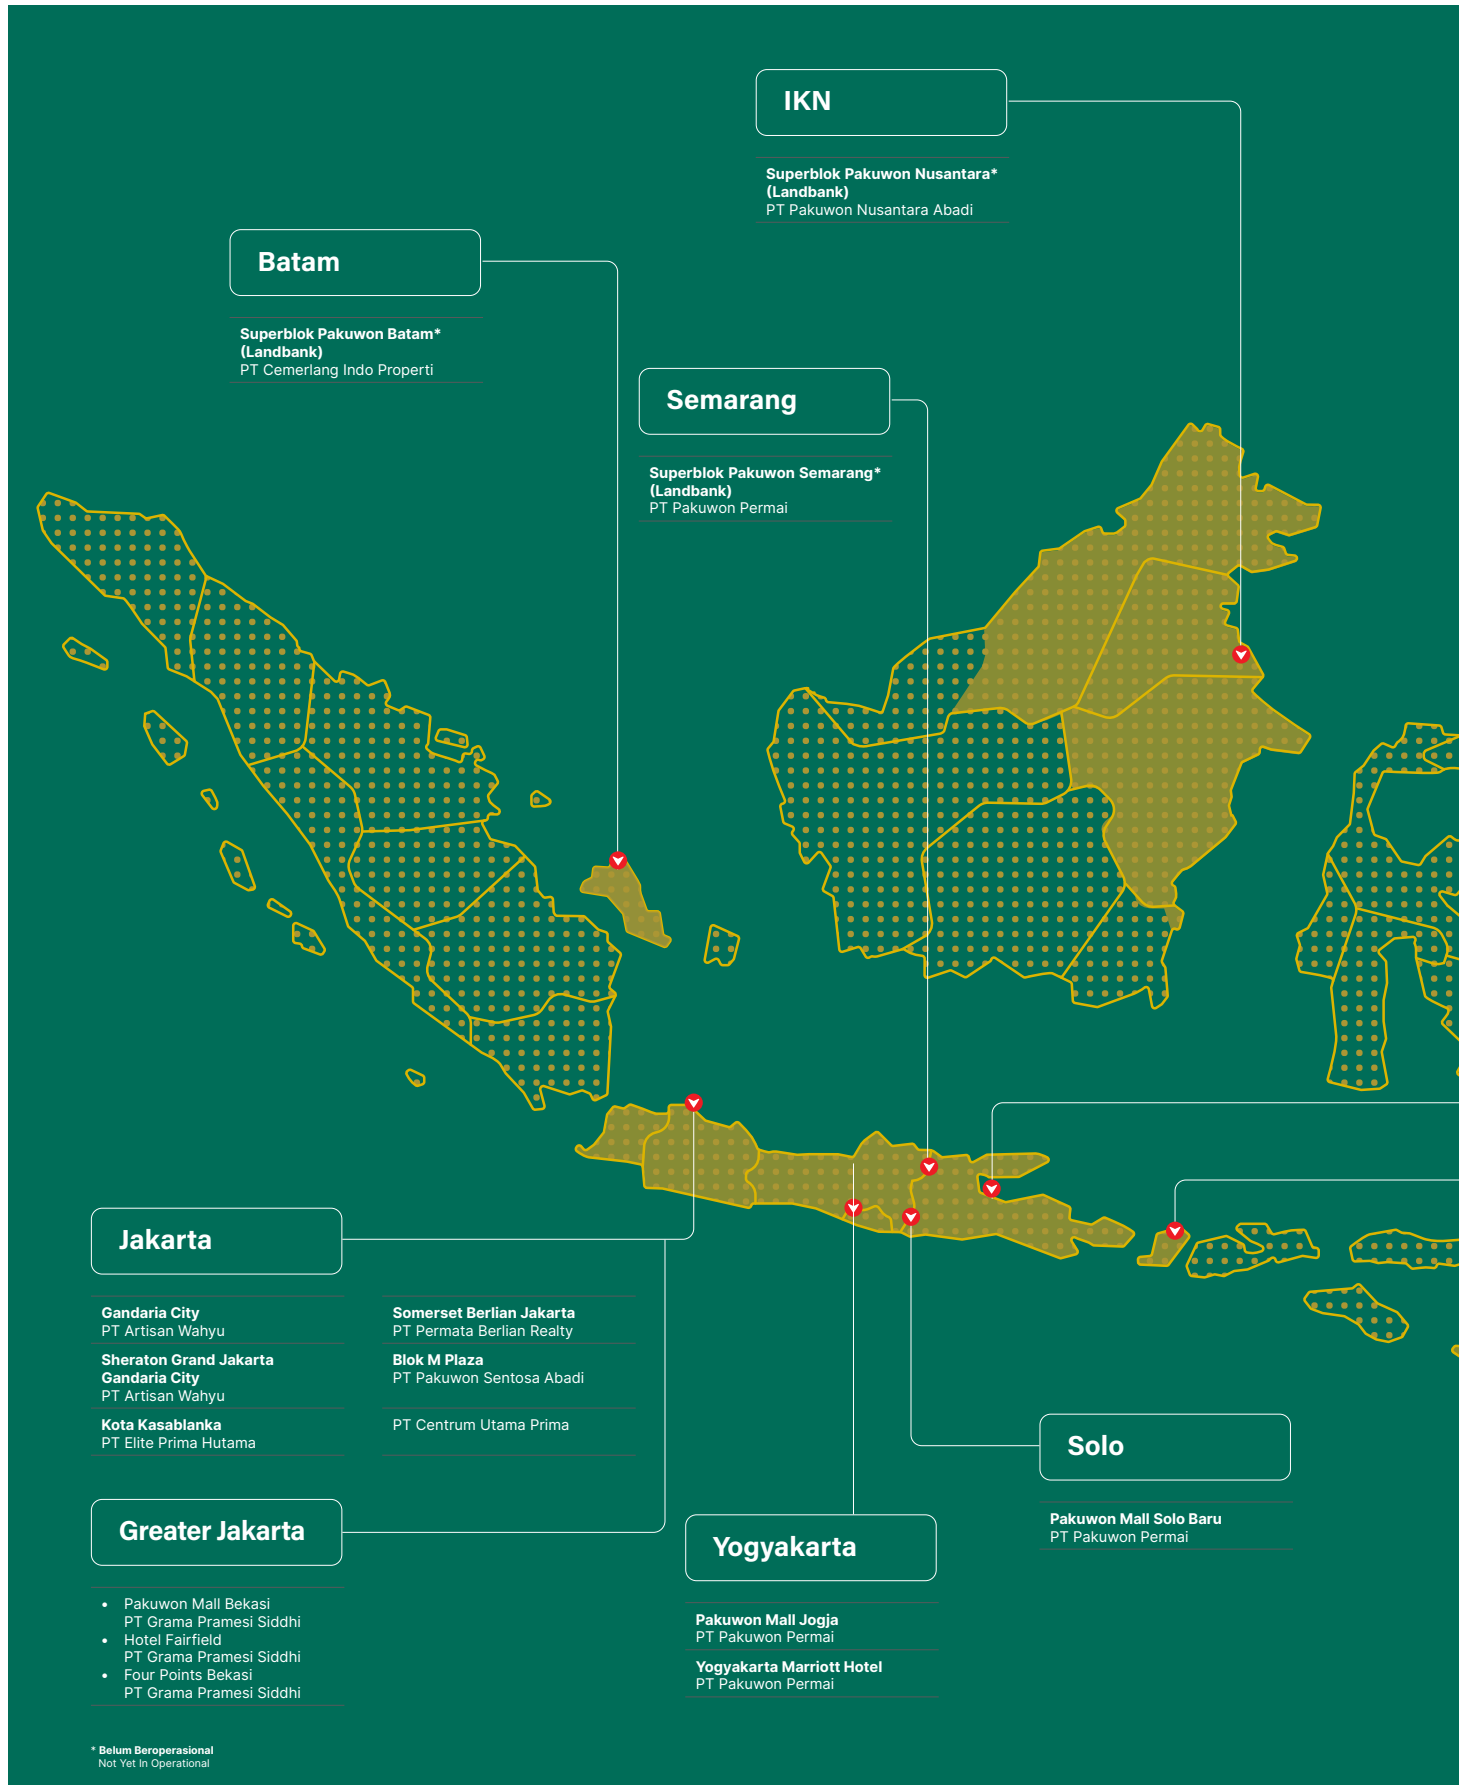 IKN
Superblok Pakuwon Nusantara*
(Landbank)
PT Pakuwon Nusantara Abadi
Batam
Superblok Pakuwon Batam*
(Landbank)
PT Cemerlang Indo Properti
Semarang
Superblok Pakuwon Semarang*
(Landbank)
PT Pakuwon Permai
Jakarta
Gandaria City
PT Artisan Wahyu
Sheraton Grand Jakarta
Gandaria City
PT Artisan Wahyu
Kota Kasablanka
PT Elite Prima Hutama
Somerset Berlian Jakarta
PT Permata Berlian Realty
Blok M Plaza
PT Pakuwon Sentosa Abadi
PT Centrum Utama Prima
Greater Jakarta
• Pakuwon Mall Bekasi
PT Grama Pramesi Siddhi
• Hotel Fairfield
PT Grama Pramesi Siddhi
• Four Points Bekasi
PT Grama Pramesi Siddhi
Yogyakarta
Pakuwon Mall Jogja
PT Pakuwon Permai
Yogyakarta Marriott Hotel
PT Pakuwon Permai
Solo
Pakuwon Mall Solo Baru
PT Pakuwon Permai
* Belum Beroperasional
Not Yet In Operational